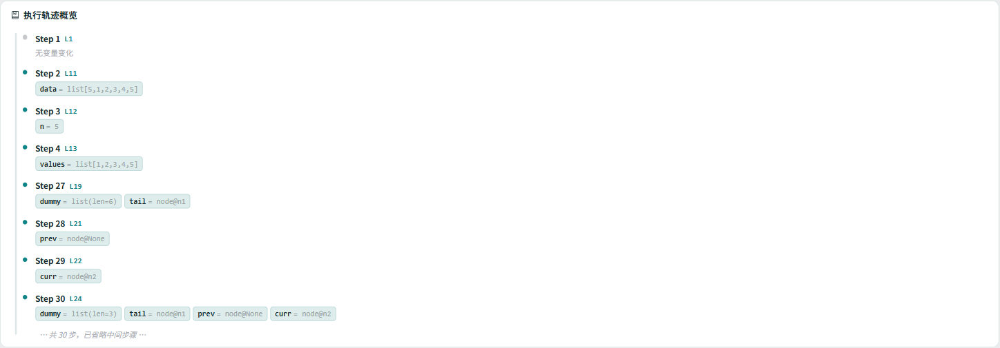 执行轨迹概览
Step 1 L1
无变量变化
Step 2 L11
data = list[5,1,2,3,4,5]
Step 3 L12
n = 5
Step 4 L13
values = list[1,2,3,4,5]
Step 27 L19
dummy = list(len=6) tail = node@n1
Step 28 L21
prev = node@None
Step 29 L22
curr = node@n2
Step 30 L24
dummy = list(len=3) tail = node@n1 prev = node@None curr = node@n2
··· 共 30 步，已省略中间步骤 ···